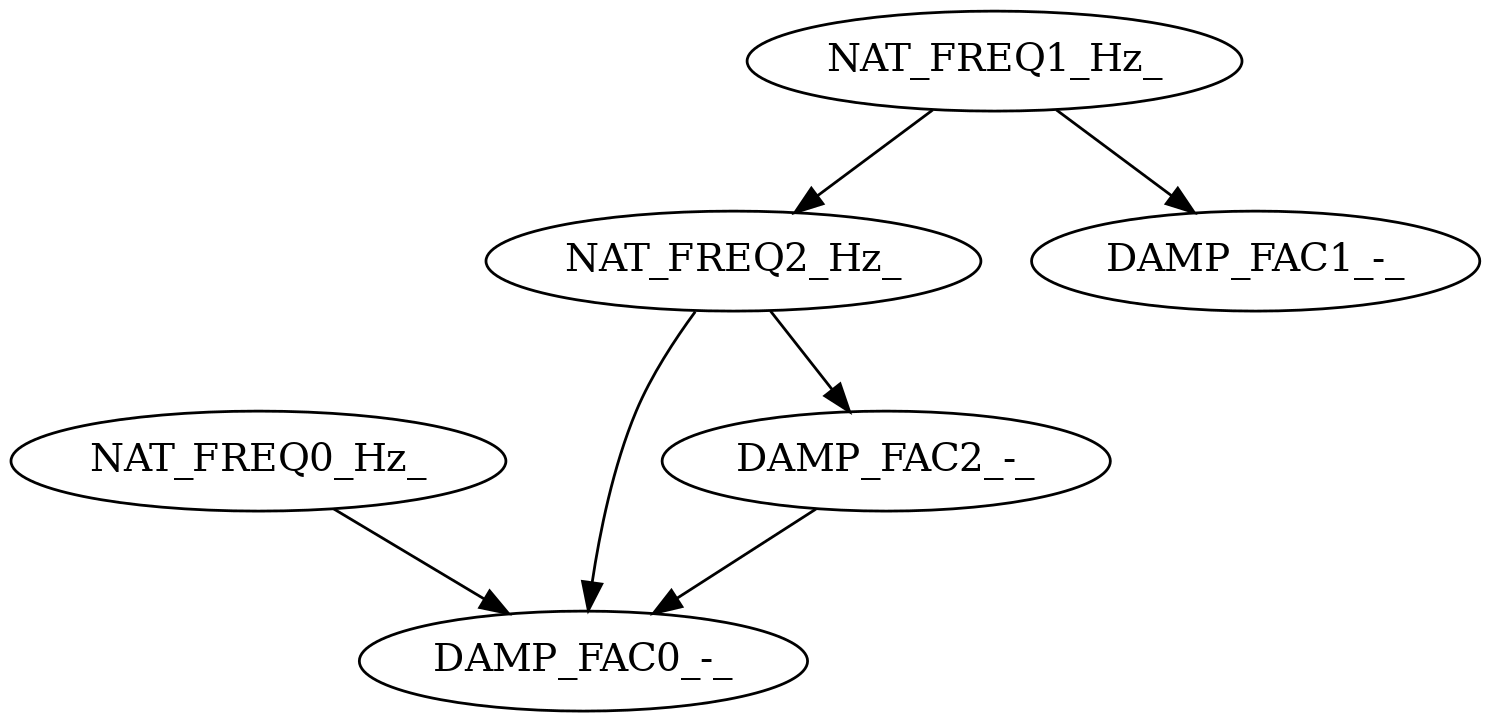 NAT_FREQ1_Hz_
NAT_FREQ2_Hz_
DAMP_FAC1_-_
NAT_FREQ0_Hz_
DAMP_FAC2_-_
DAMP_FAC0_-_